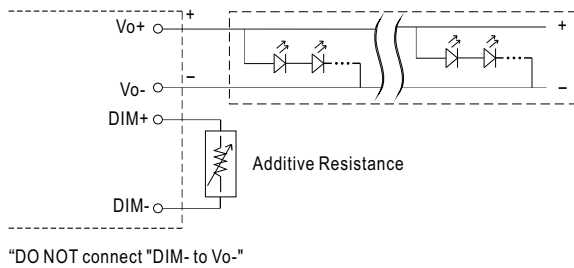 Vo+
+
+
Vo-
−
−
DIM+
Additive Resistance
DIM-
“DO NOT connect "DIM- to Vo-"